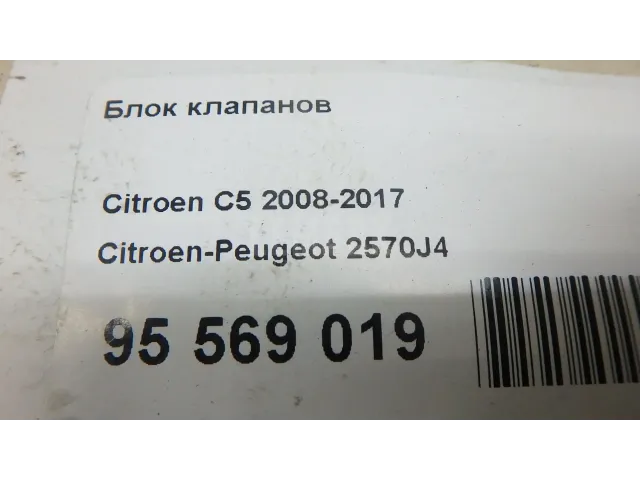 Блок клапанов
Citroen C5 2008-2017
Citroen-Peugeot 2570J4
95 569 019